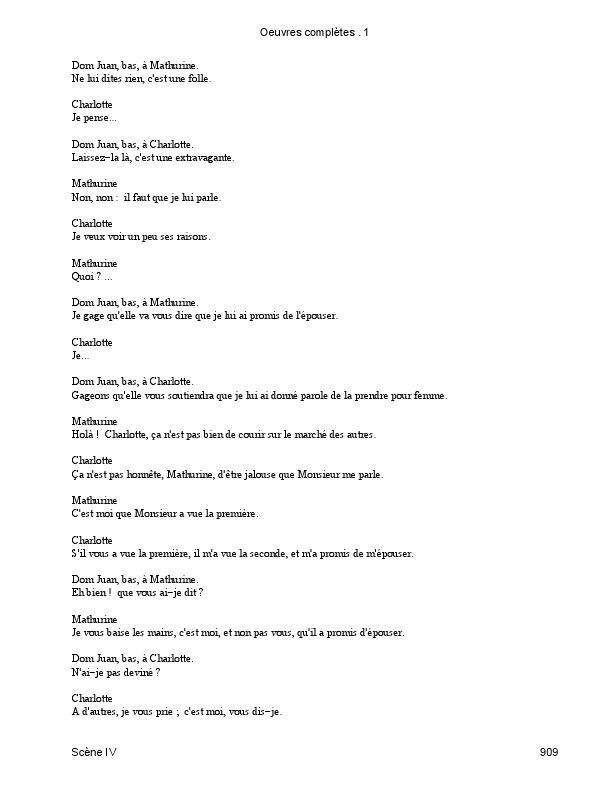 Oeuvres complètes . 1
Dom Juan, bas, à Mathurine.
Ne lui dites rien, c'est une folle.
Charlotte
Je pense...
Dom Juan, bas, à Charlotte.
Laissez−la là, c'est une extravagante.
Mathurine
Non, non :  il faut que je lui parle.
Charlotte
Je veux voir un peu ses raisons.
Mathurine
Quoi ? ...
Dom Juan, bas, à Mathurine.
Je gage qu'elle va vous dire que je lui ai promis de l'épouser.
Charlotte
Je...
Dom Juan, bas, à Charlotte.
Gageons qu'elle vous soutiendra que je lui ai donné parole de la prendre pour femme.
Mathurine
Holà !  Charlotte, ça n'est pas bien de courir sur le marché des autres.
Charlotte
Ça n'est pas honnête, Mathurine, d'être jalouse que Monsieur me parle.
Mathurine
C'est moi que Monsieur a vue la première.
Charlotte
S'il vous a vue la première, il m'a vue la seconde, et m'a promis de m'épouser.
Dom Juan, bas, à Mathurine.
Eh bien !  que vous ai−je dit ?
Mathurine
Je vous baise les mains, c'est moi, et non pas vous, qu'il a promis d'épouser.
Dom Juan, bas, à Charlotte.
N'ai−je pas deviné ?
Charlotte
A d'autres, je vous prie ;  c'est moi, vous dis−je.
Scène IV
909